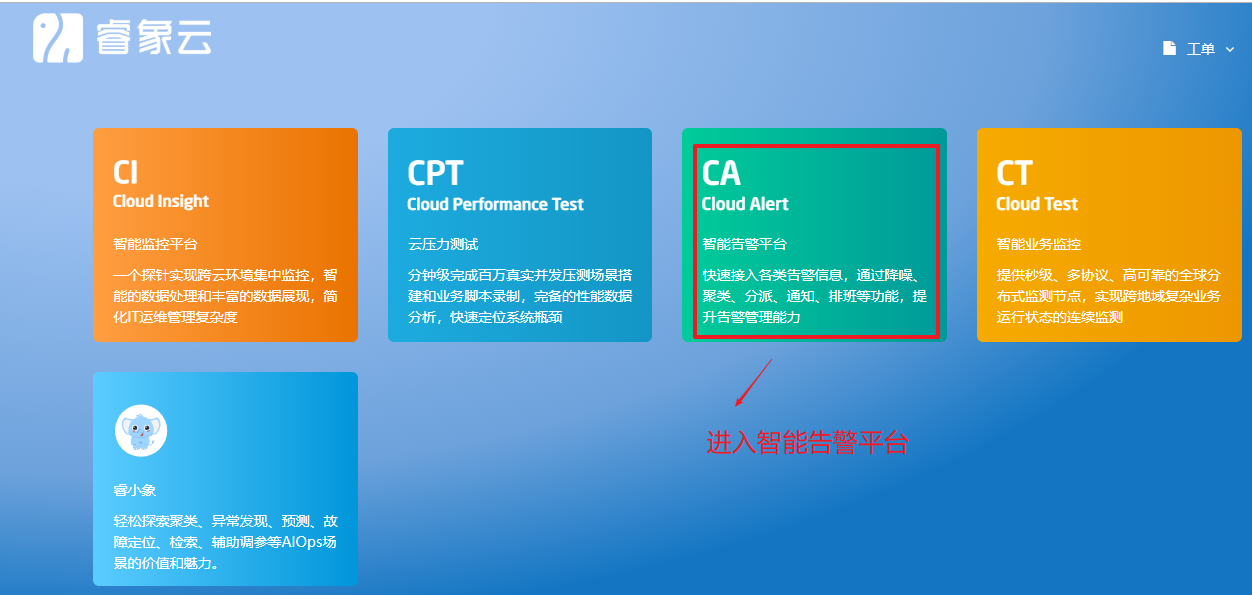 睿象云
工单
CI
Cloud Insight
智能监控平台
一个探针实现跨云环境集中监控，智
能的数据处理和丰富的数据展现，简
化IT运维管理复杂度
CPT
Cloud Performance Test
云压力测试
分钟级完成百万真实并发压测场景搭
建和业务脚本录制，完备的性能数据
分析，快速定位系统瓶颈
CA
Cloud Alert
智能告警平台
快速接入各类告警信息，通过降噪、
聚类、分派、通知、排班等功能，提
升告警管理能力
CT
Cloud Test
智能业务监控
提供秒级、多协议、高可靠的全球分
布式监测节点，实现跨地域复杂业务
运行状态的连续监测
睿小象
轻松探索聚类、异常发现、预测、故
障定位、检索、辅助调参等AIOps场
景的价值和魅力。
进入智能告警平台